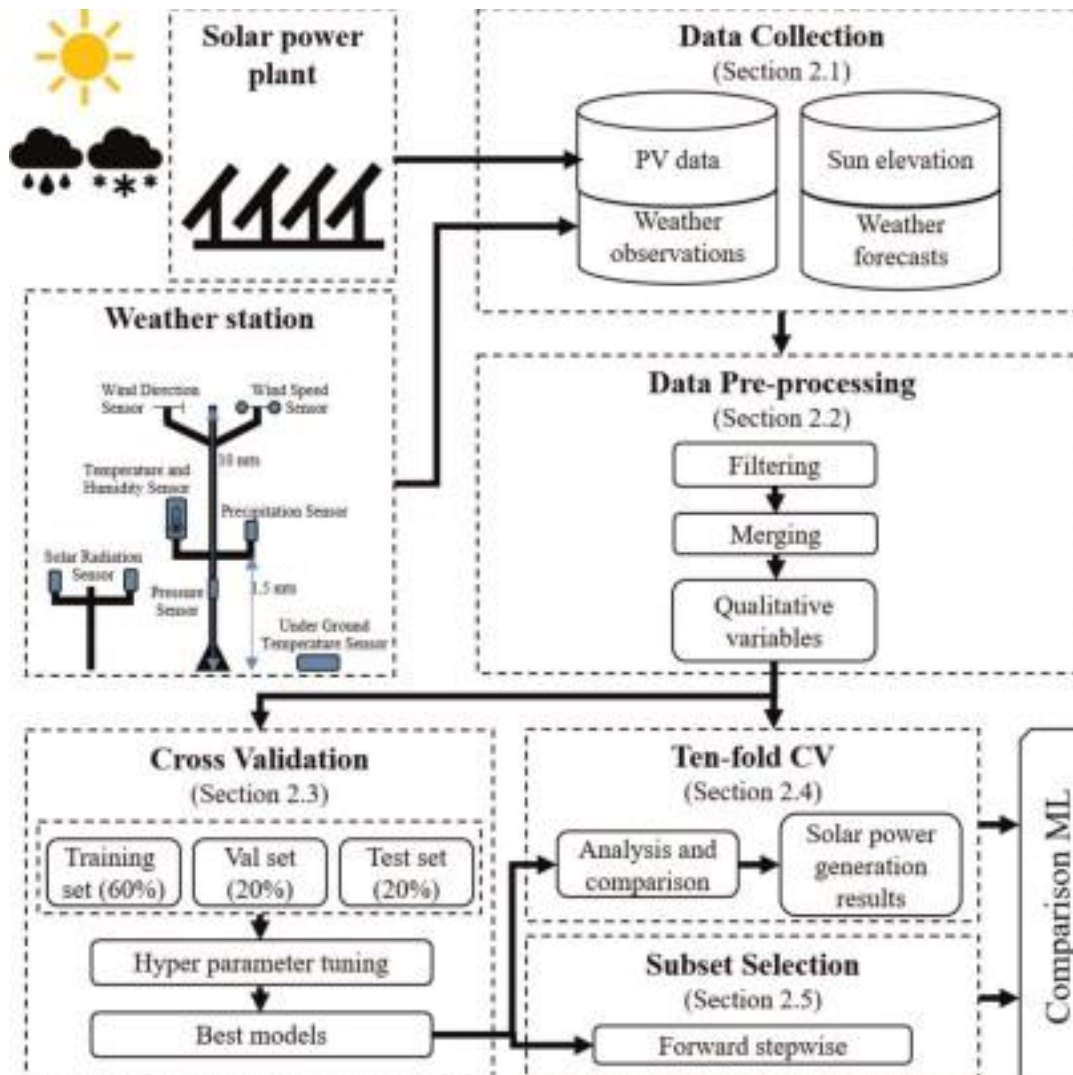 Solar power
plant
Data Collection
(Section 2.1)
PV data
Weather
observations
Sun elevation
Weather
forecasts
Weather station
Wind Direction
Sensor
Wind Speed
Sensor
10 mm
Temperature and
Humidity Sensor
Precipitation Sensor
Solar Radiation
Sensor
Pressure
Sensor
1.5 mm
Under Ground
Temperature Sensor
Data Pre-processing
(Section 2.2)
Filtering
Merging
Qualitative
variables
Cross Validation
(Section 2.3)
Training
set (60%)
Val set
(20%)
Test set
(20%)
Hyper parameter tuning
Best models
Ten-fold CV
(Section 2.4)
Analysis and
comparison
Solar power
generation
results
Subset Selection
(Section 2.5)
Forward stepwise
Comparison ML